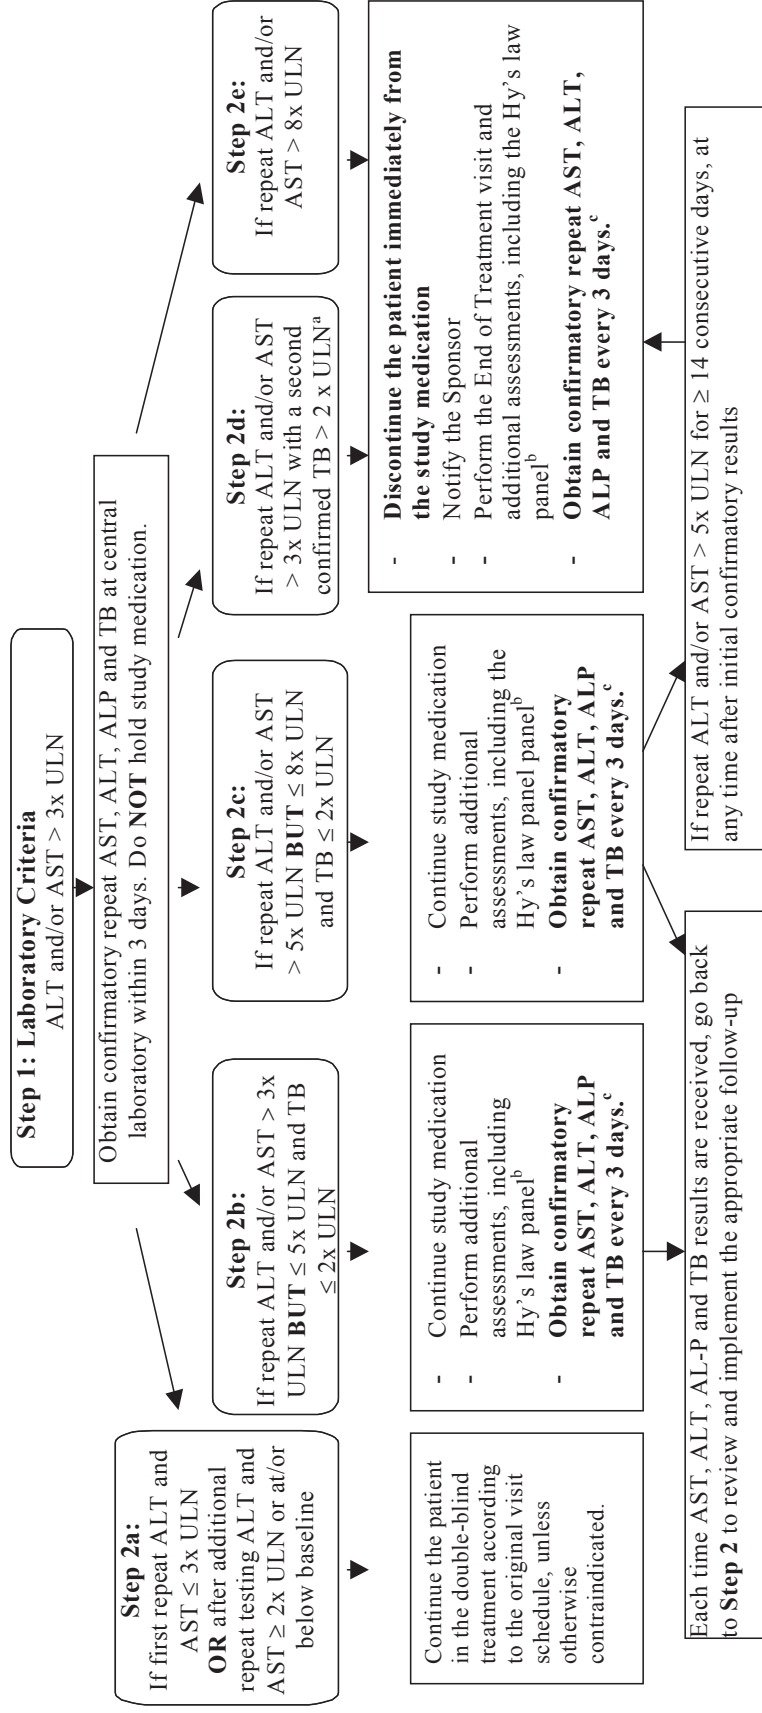 Step 1: Laboratory Criteria
ALT and/or AST > 3x ULN
Obtain confirmatory repeat AST, ALT, ALP and TB at central
laboratory within 3 days. Do NOT hold study medication.
Step 2a:
If first repeat ALT and
AST ≤ 3x ULN
OR after additional
repeat testing ALT and
AST ≥ 2x ULN or at/or
below baseline
Step 2b:
If repeat ALT and/or AST > 3x
ULN BUT ≤ 5x ULN and TB
≤ 2x ULN
Step 2c:
If repeat ALT and/or AST
> 5x ULN BUT ≤ 8x ULN
and TB ≤ 2x ULN
Step 2d:
If repeat ALT and/or AST
> 3x ULN with a second
confirmed TB > 2 x ULNᵃ
Step 2e:
If repeat ALT and/or
AST > 8x ULN
Continue the patient
in the double-blind
treatment according
to the original visit
schedule, unless
otherwise
contraindicated.
- Continue study medication
- Perform additional
assessments, including
Hy's law panelᵇ
- Obtain confirmatory
repeat AST, ALT, ALP
and TB every 3 days.ᶜ
- Continue study medication
- Perform additional
assessments, including the
Hy's law panel panelᵇ
- Obtain confirmatory
repeat AST, ALT, ALP
and TB every 3 days.ᶜ
- Discontinue the patient immediately from
the study medication
- Notify the Sponsor
- Perform the End of Treatment visit and
additional assessments, including the Hy's law
panelᵇ
- Obtain confirmatory repeat AST, ALT,
ALP and TB every 3 days.ᶜ
Each time AST, ALT, AL-P and TB results are received, go back
to Step 2 to review and implement the appropriate follow-up
If repeat ALT and/or AST > 5x ULN for ≥ 14 consecutive days, at
any time after initial confirmatory results